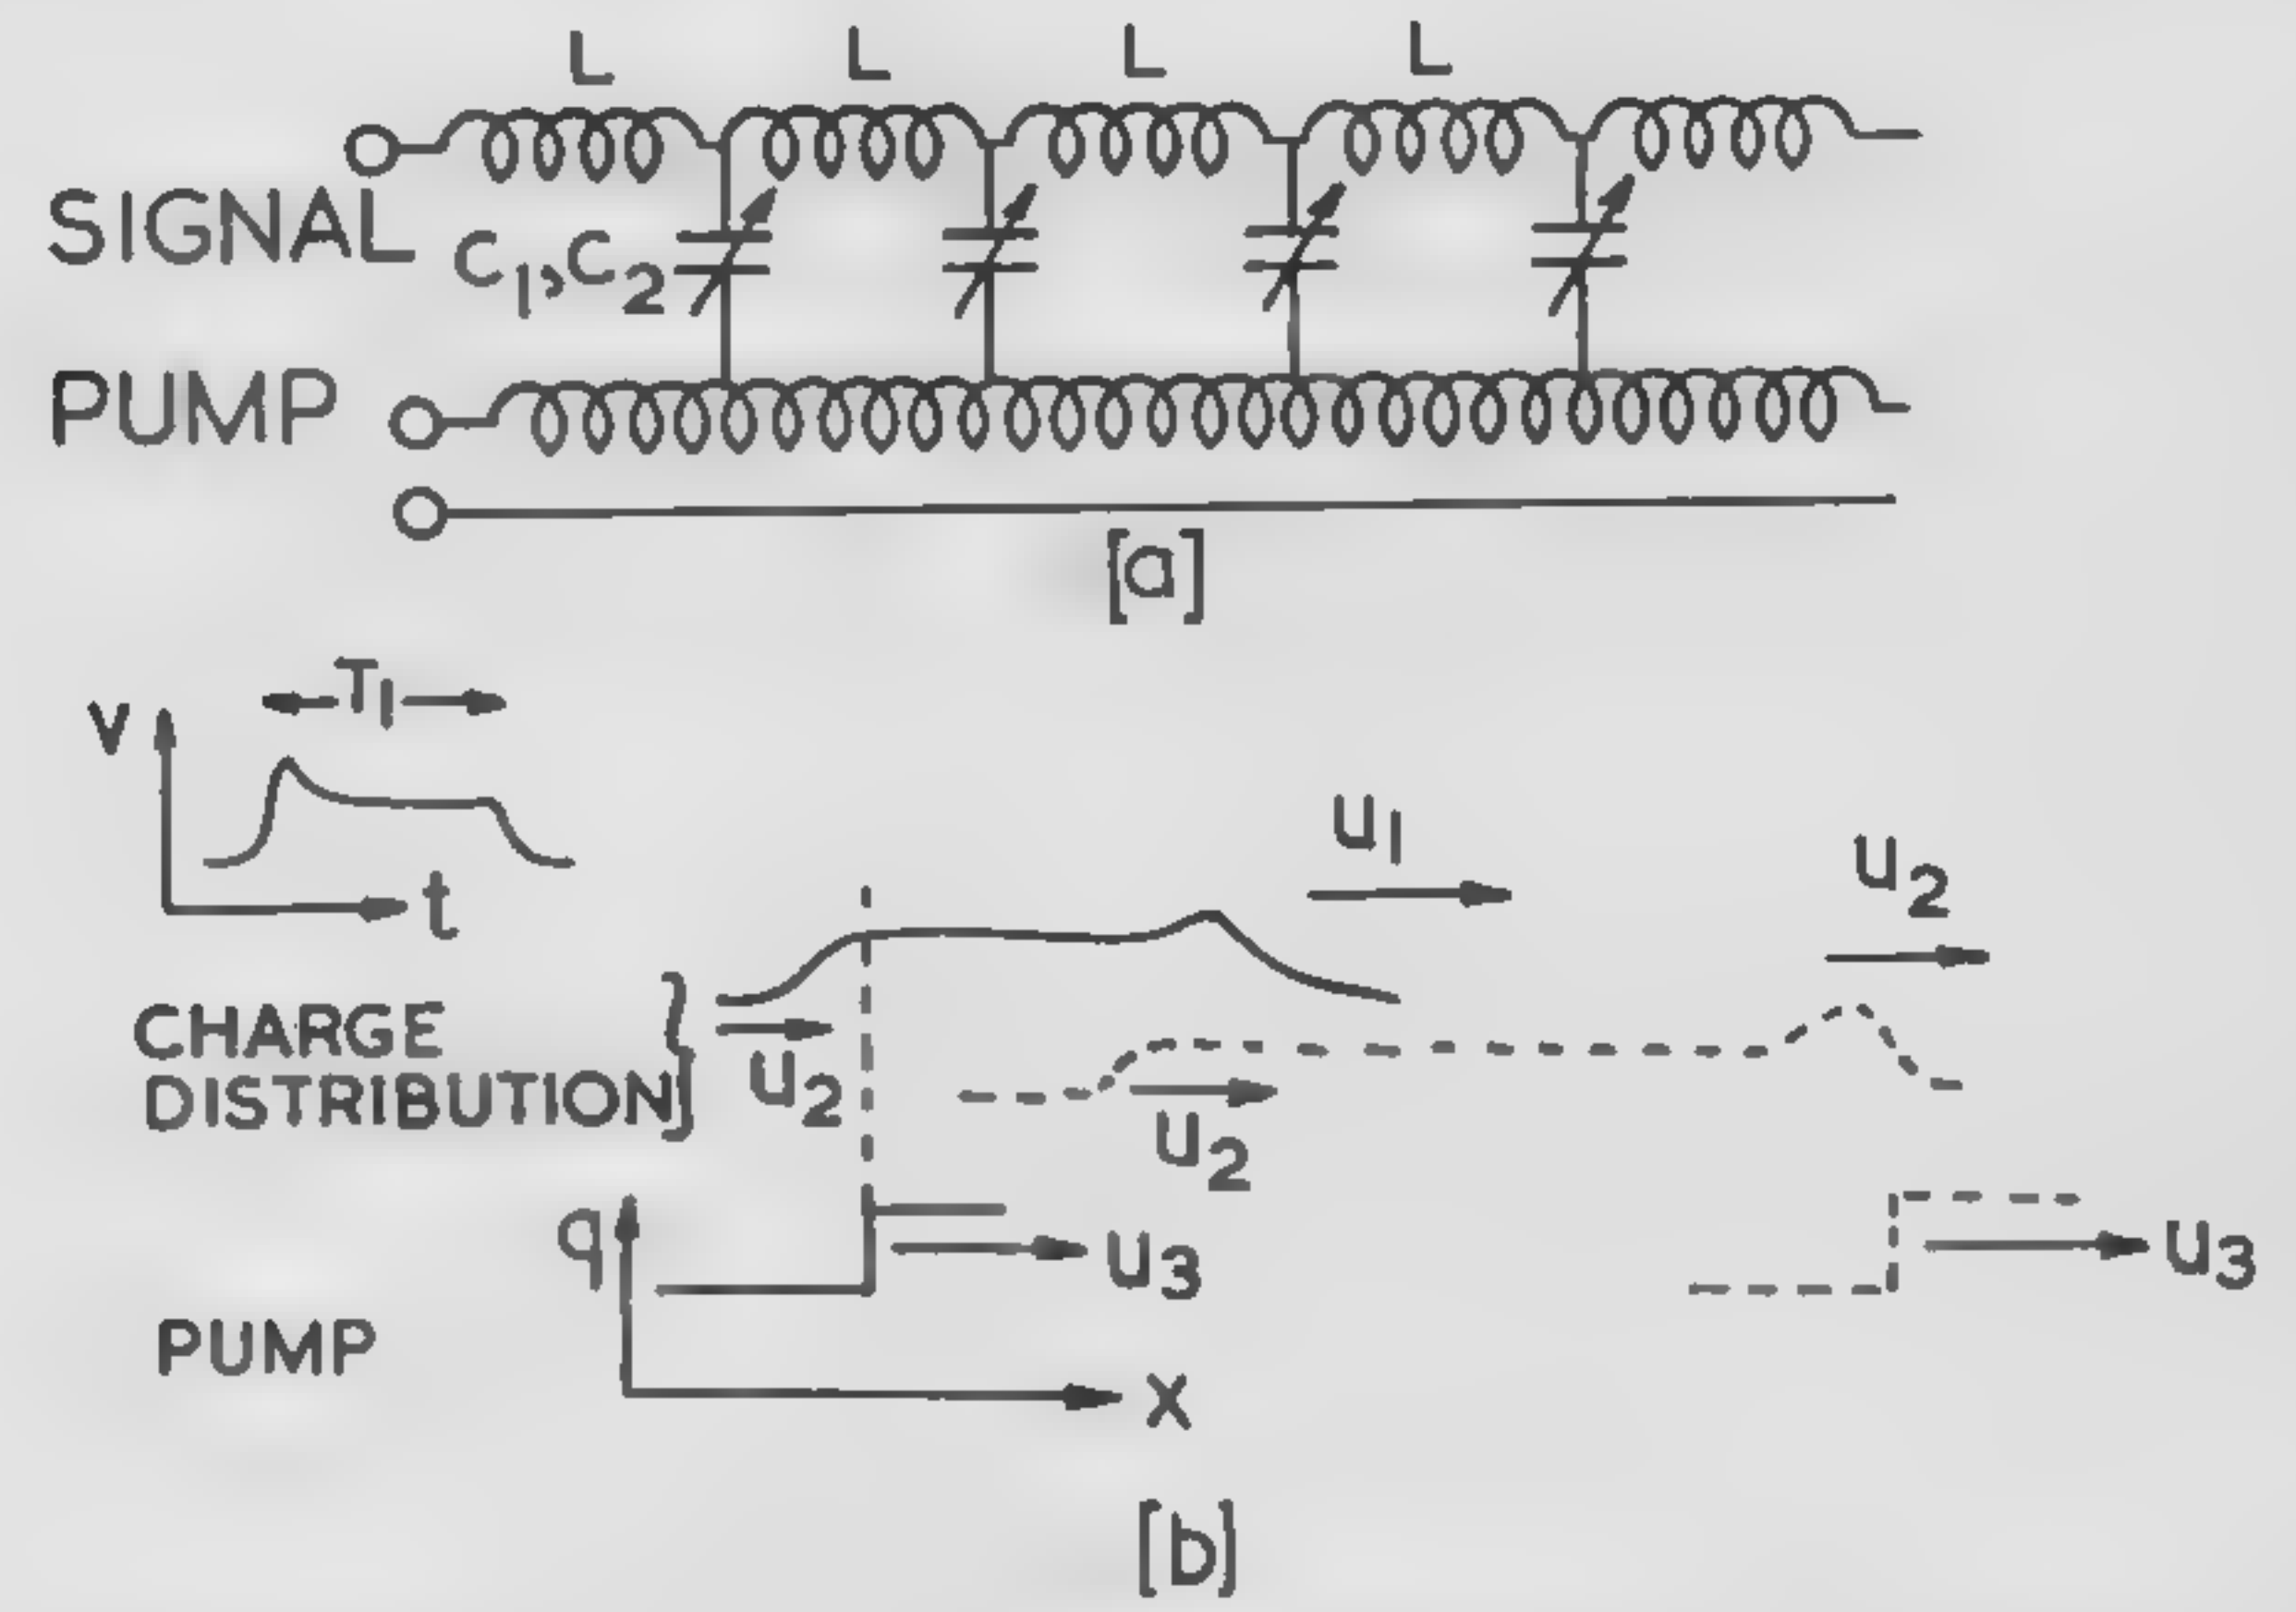 L L L L
SIGNAL
C1, C2
PUMP
[a]
T1
V
t
u1
u2
CHARGE
DISTRIBUTION
u2
u2
q
u3
u3
PUMP
x
[b]